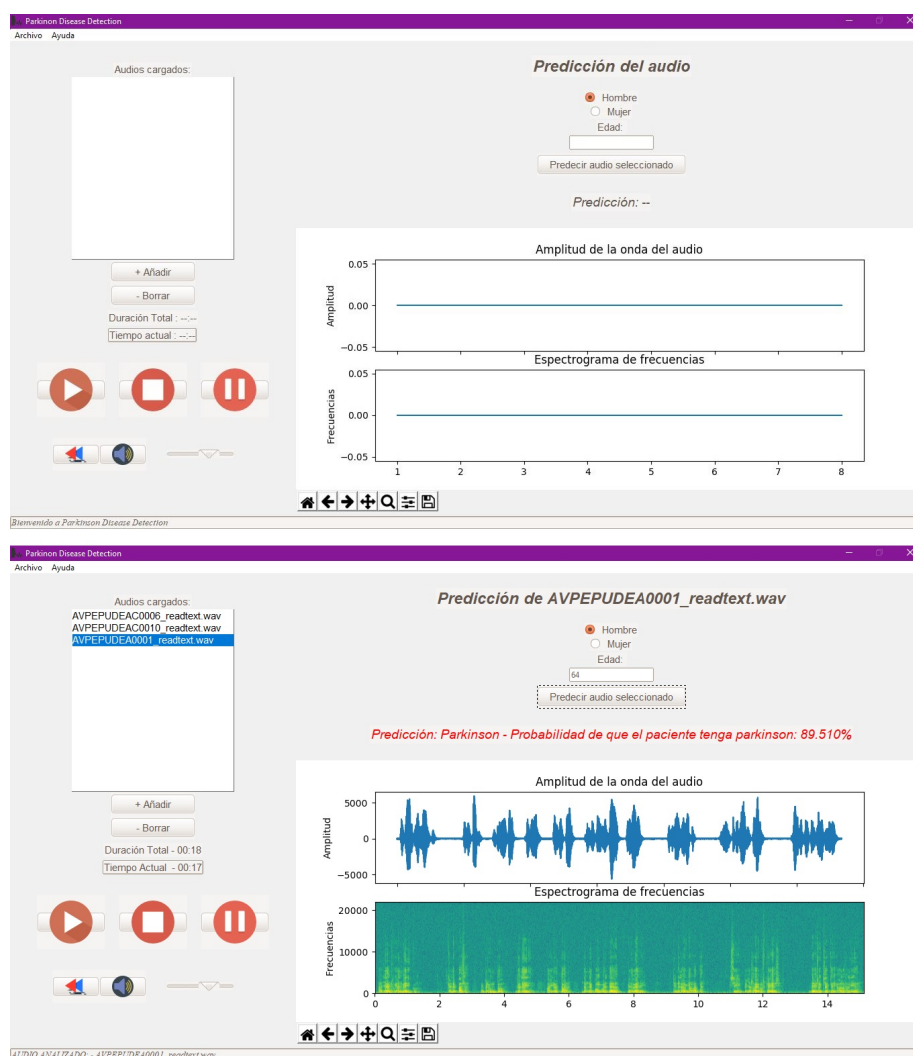 Parkinon Disease Detection
Archivo Ayuda
Audios cargados:
+ Añadir
- Borrar
Duración Total : --:--
Tiempo actual : --:--
Predicción del audio
Hombre
Mujer
Edad:
Predecir audio seleccionado
Predicción: --
Amplitud de la onda del audio
Amplitud
0.05
0.00
−0.05
Espectrograma de frecuencias
Frecuencias
0.05
0.00
−0.05
1 2 3 4 5 6 7 8
Bienvenido a Parkinson Disease Detection
Parkinon Disease Detection
Archivo Ayuda
Audios cargados:
AVPEPUDEAC0006_readtext.wav
AVPEPUDEAC0010_readtext.wav
AVPEPUDEA0001_readtext.wav
+ Añadir
- Borrar
Duración Total - 00:18
Tiempo Actual - 00:17
Predicción de AVPEPUDEA0001_readtext.wav
Hombre
Mujer
Edad:
64
Predecir audio seleccionado
Predicción: Parkinson - Probabilidad de que el paciente tenga parkinson: 89.510%
Amplitud de la onda del audio
Amplitud
5000
0
−5000
Espectrograma de frecuencias
Frecuencias
20000
10000
0
0 2 4 6 8 10 12 14
AUDIO ANALIZADO: - AVPEPUDEA0001_readtext.wav